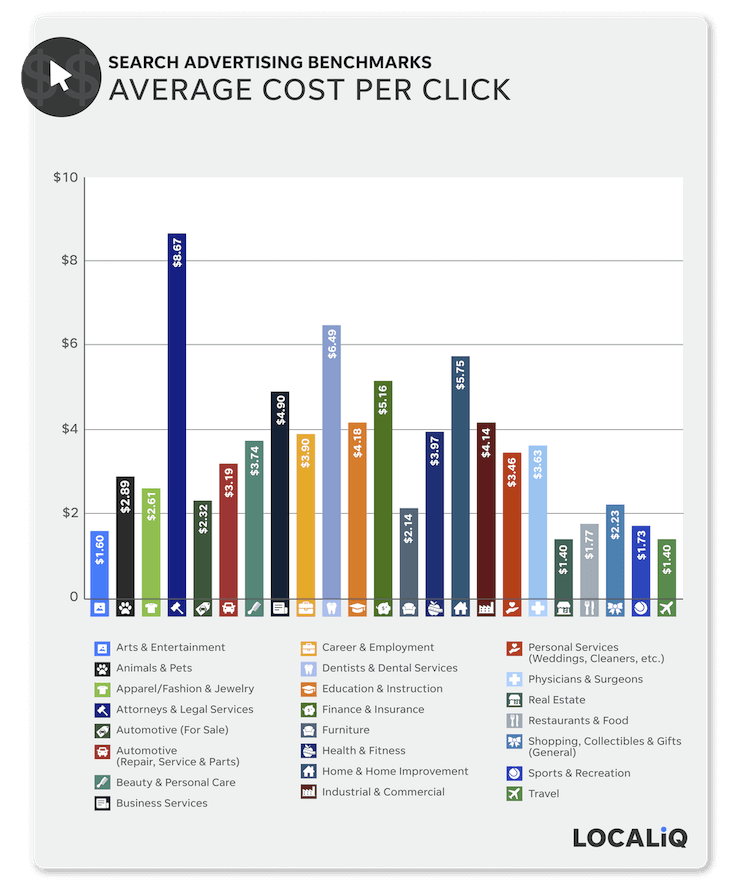 SEARCH ADVERTISING BENCHMARKS
AVERAGE COST PER CLICK
$10
$8
$6
$4
$2
0
$1.60
$2.89
$2.61
$8.67
$2.32
$3.19
$3.74
$4.90
$3.90
$6.49
$4.18
$5.16
$2.14
$3.97
$5.75
$4.14
$3.46
$3.63
$1.40
$1.77
$2.23
$1.73
$1.40
Arts & Entertainment
Animals & Pets
Apparel/Fashion & Jewelry
Attorneys & Legal Services
Automotive (For Sale)
Automotive
(Repair, Service & Parts)
Beauty & Personal Care
Business Services
Career & Employment
Dentists & Dental Services
Education & Instruction
Finance & Insurance
Furniture
Health & Fitness
Home & Home Improvement
Industrial & Commercial
Personal Services
(Weddings, Cleaners, etc.)
Physicians & Surgeons
Real Estate
Restaurants & Food
Shopping, Collectibles & Gifts
(General)
Sports & Recreation
Travel
LOCALiQ